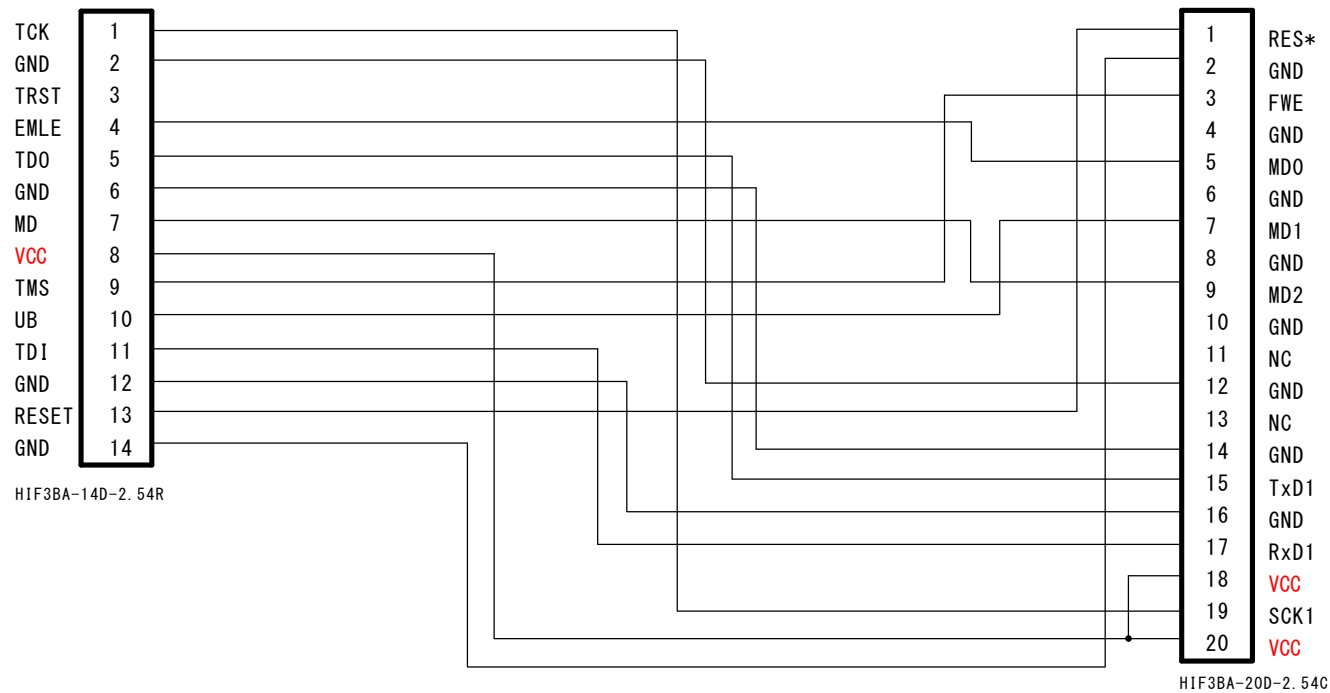 TCK 1
GND 2
TRST 3
EMLE 4
TDO 5
GND 6
MD 7
VCC 8
TMS 9
UB 10
TDI 11
GND 12
RESET 13
GND 14
HIF3BA-14D-2.54R
1 RES*
2 GND
3 FWE
4 GND
5 MD0
6 GND
7 MD1
8 GND
9 MD2
10 GND
11 NC
12 GND
13 NC
14 GND
15 TxD1
16 GND
17 RxD1
18 VCC
19 SCK1
20 VCC
HIF3BA-20D-2.54C